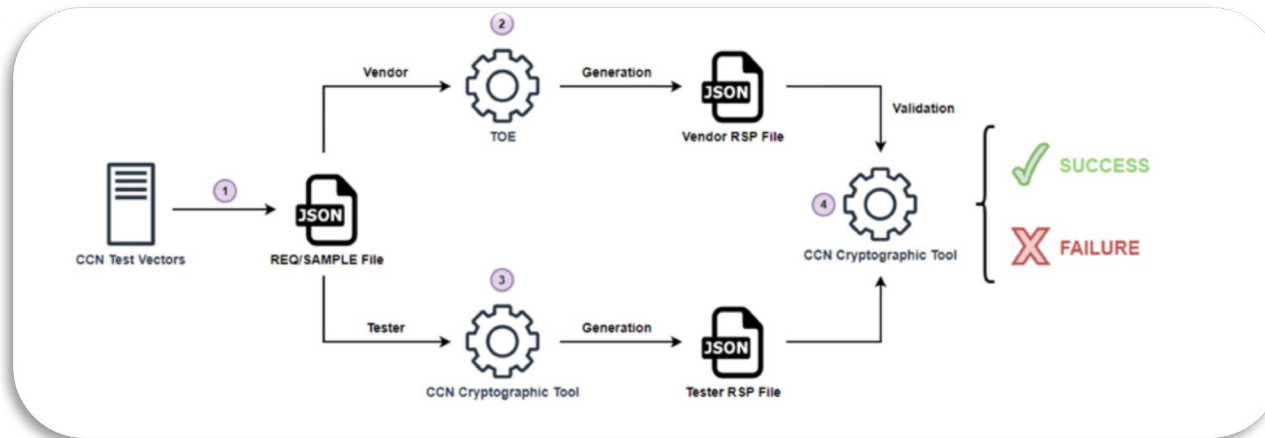 2
Vendor
Generation
JSON
TOE
Vendor RSP File
Validation
1
JSON
SUCCESS
4
CCN Test Vectors
REQ/SAMPLE File
CCN Cryptographic Tool
FAILURE
3
Tester
Generation
JSON
CCN Cryptographic Tool
Tester RSP File